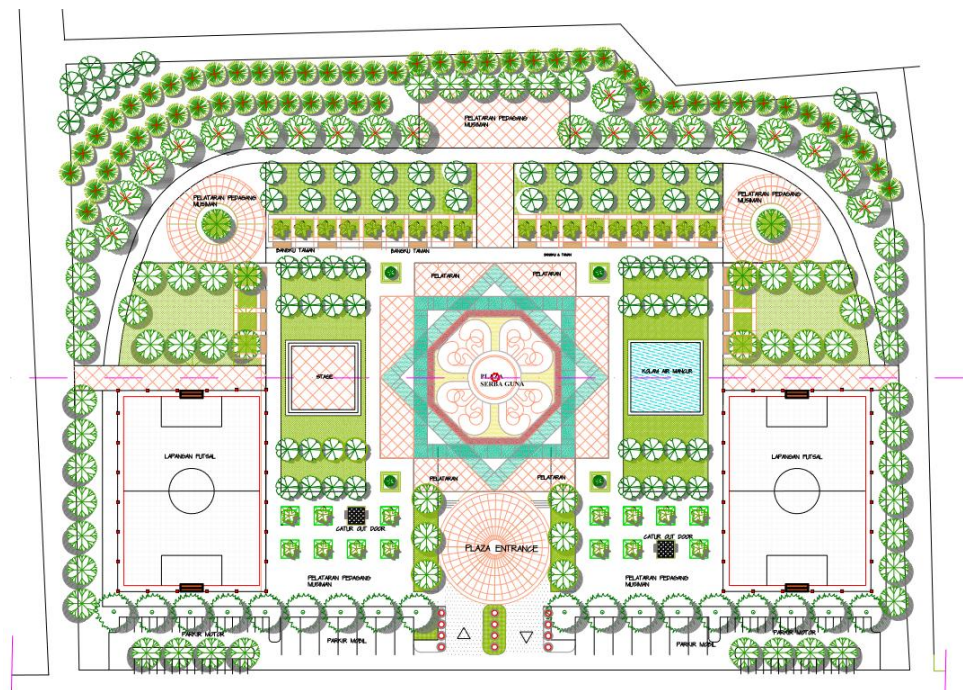 PELATARAN PEDAGANG
MUSIMAN
PELATARAN PEDAGANG
MUSIMAN
PELATARAN PEDAGANG
MUSIMAN
BANGKU TAMAN
BANGKU TAMAN
PELATARAN
PELATARAN
STAGE
PLAZA
SERBA GUNA
KOLAM AIR MANCUR
LAPANGAN FUTSAL
LAPANGAN FUTSAL
PELATARAN
PELATARAN
CATUR OUT DOOR
CATUR OUT DOOR
PLAZA ENTRANCE
PELATARAN PEDAGANG
MUSIMAN
PELATARAN PEDAGANG
MUSIMAN
PARKIR MOTOR
PARKIR MOBIL
PARKIR MOBIL
PARKIR MOTOR